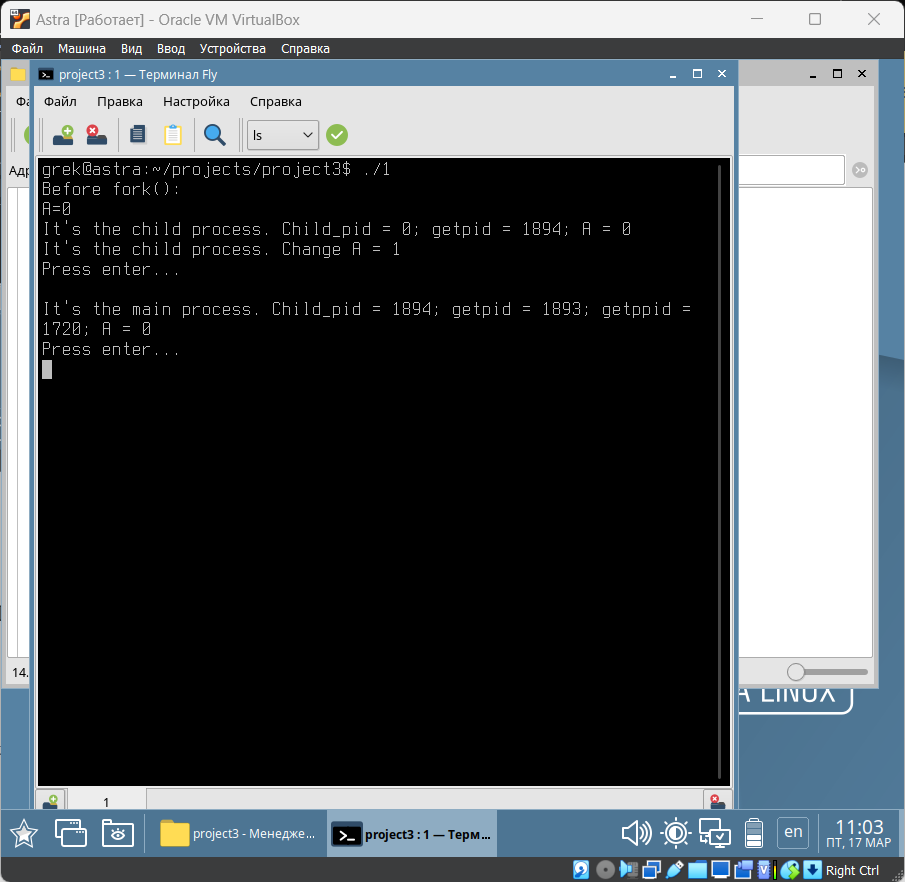 Astra [Работает] - Oracle VM VirtualBox
Файл Машина Вид Ввод Устройства Справка
project3 : 1 — Терминал Fly
Файл Правка Настройка Справка
ls
grek@astra:~/projects/project3$ ./1
Before fork():
A=0
It's the child process. Child_pid = 0; getpid = 1894; A = 0
It's the child process. Change A = 1
Press enter...
It's the main process. Child_pid = 1894; getpid = 1893; getppid =
1720; A = 0
Press enter...
14.
A LINUX
1
project3 - Менедже...
project3 : 1 — Терм...
en
11:03
ПТ, 17 МАР
Right Ctrl